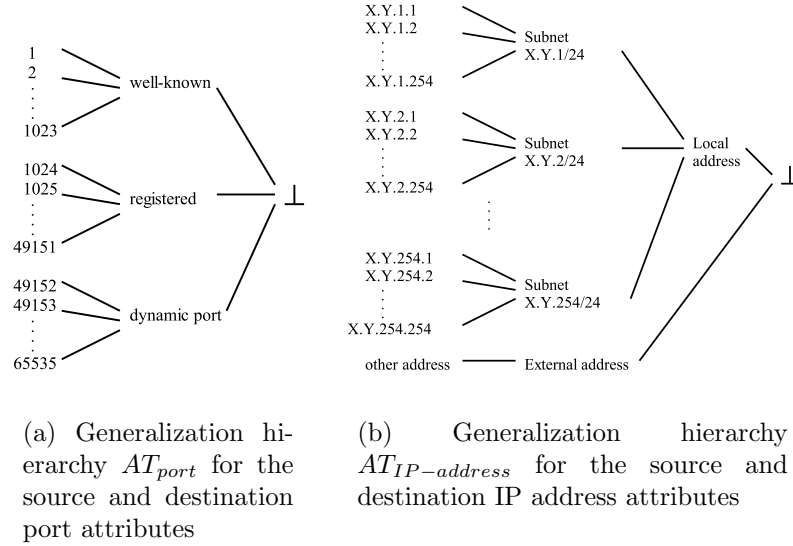 1
2
1023
well-known
1024
1025
49151
registered
49152
49153
65535
dynamic port
⊥
X.Y.1.1
X.Y.1.2
X.Y.1.254
Subnet
X.Y.1/24
X.Y.2.1
X.Y.2.2
X.Y.2.254
Subnet
X.Y.2/24
X.Y.254.1
X.Y.254.2
X.Y.254.254
Subnet
X.Y.254/24
other address
External address
Local
address
⊥
(a) Generalization hi-
erarchy AT_port for the
source and destination
port attributes
(b) Generalization hierarchy
AT_IP−address for the source and
destination IP address attributes